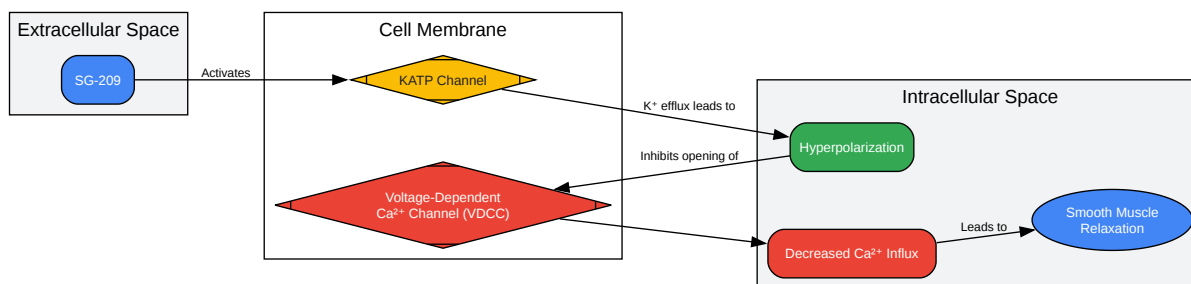 Extracellular Space
SG-209
Activates
Cell Membrane
KATP Channel
K⁺ efflux leads to
Intracellular Space
Hyperpolarization
Inhibits opening of
Voltage-Dependent
Ca²⁺ Channel (VDCC)
Decreased Ca²⁺ Influx
Leads to
Smooth Muscle
Relaxation